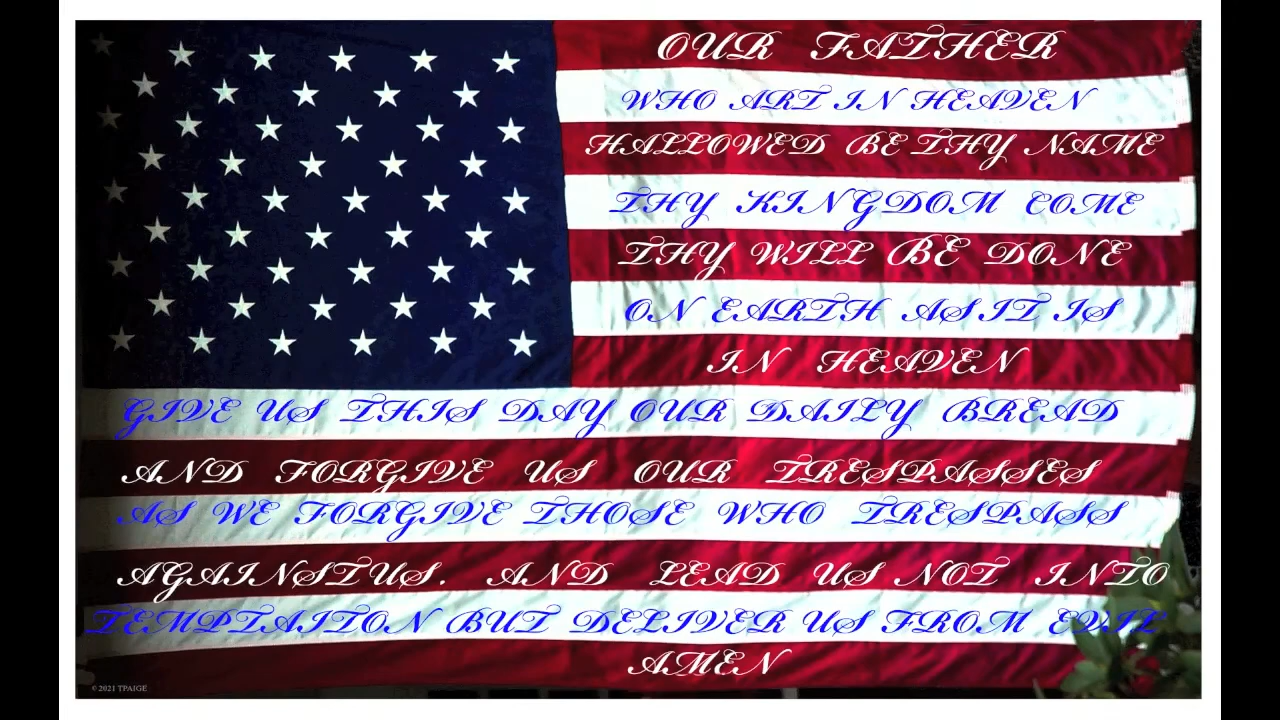 OUR FATHER
WHO ART IN HEAVEN
HALLOWED BE THY NAME
THY KINGDOM COME
THY WILL BE DONE
ON EARTH AS IT IS
IN HEAVEN
GIVE US THIS DAY OUR DAILY BREAD
AND FORGIVE US OUR TRESPASSES
AS WE FORGIVE THOSE WHO TRESPASS
AGAINST US. AND LEAD US NOT INTO
TEMPTAITON BUT DELIVER US FROM EVIL
AMEN
© 2021 TPAIGE